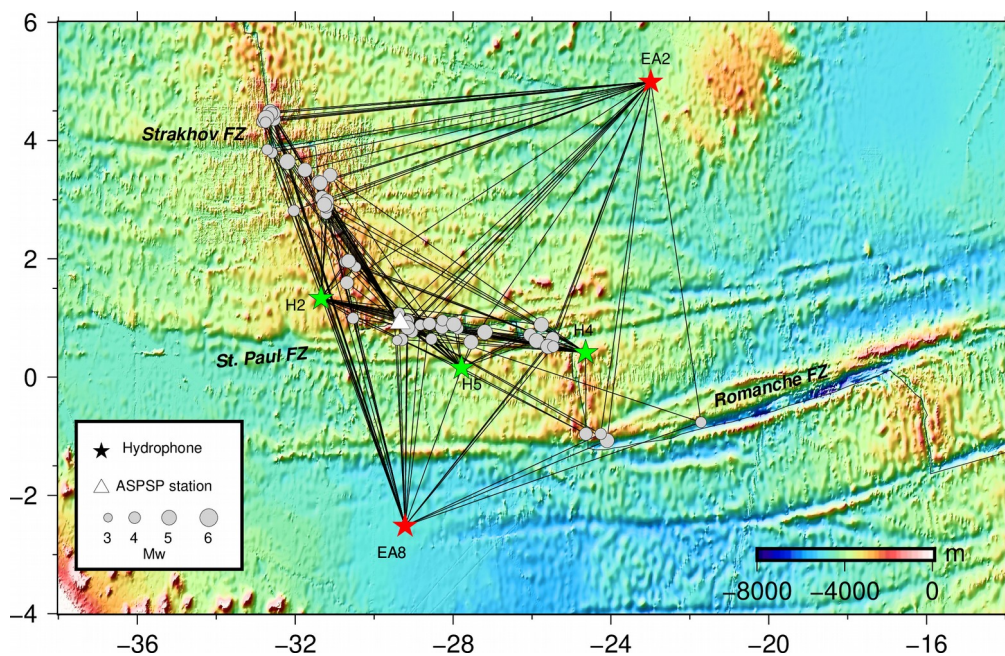 6
4
2
0
−2
−4
EA2
Strakhov FZ
H2
H4
St. Paul FZ
H5
Romanche FZ
Hydrophone
ASPSP station
3 4 5 6
Mw
EA8
m
−8000 −4000 0
−36 −32 −28 −24 −20 −16